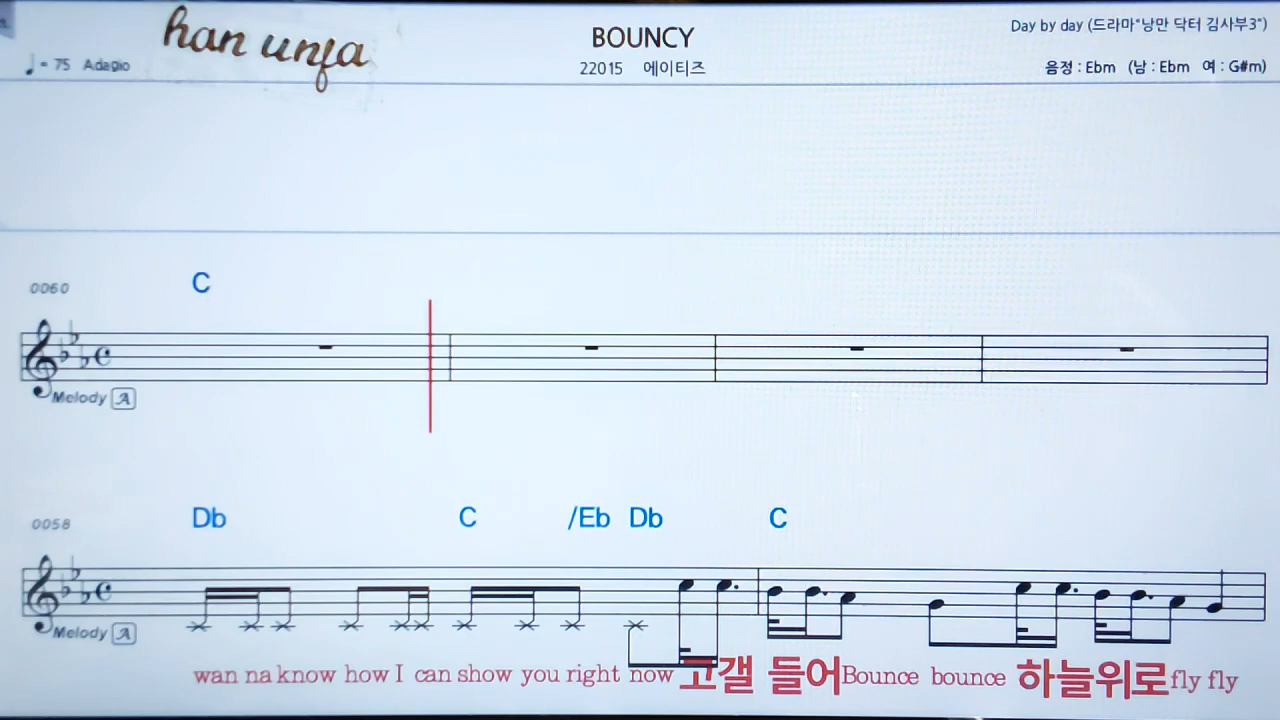 han unfa
BOUNCY
Day by day (드라마"낭만 닥터 김사부3")
♩= 75 Adagio
22015 에이티즈
음정 : Ebm (남 : Ebm 여 : G#m)
0060 C
Melody A
0058 Db C /Eb Db C
Melody A
wan na know how I can show you right now 고갤 들어 Bounce bounce 하늘위로 fly fly